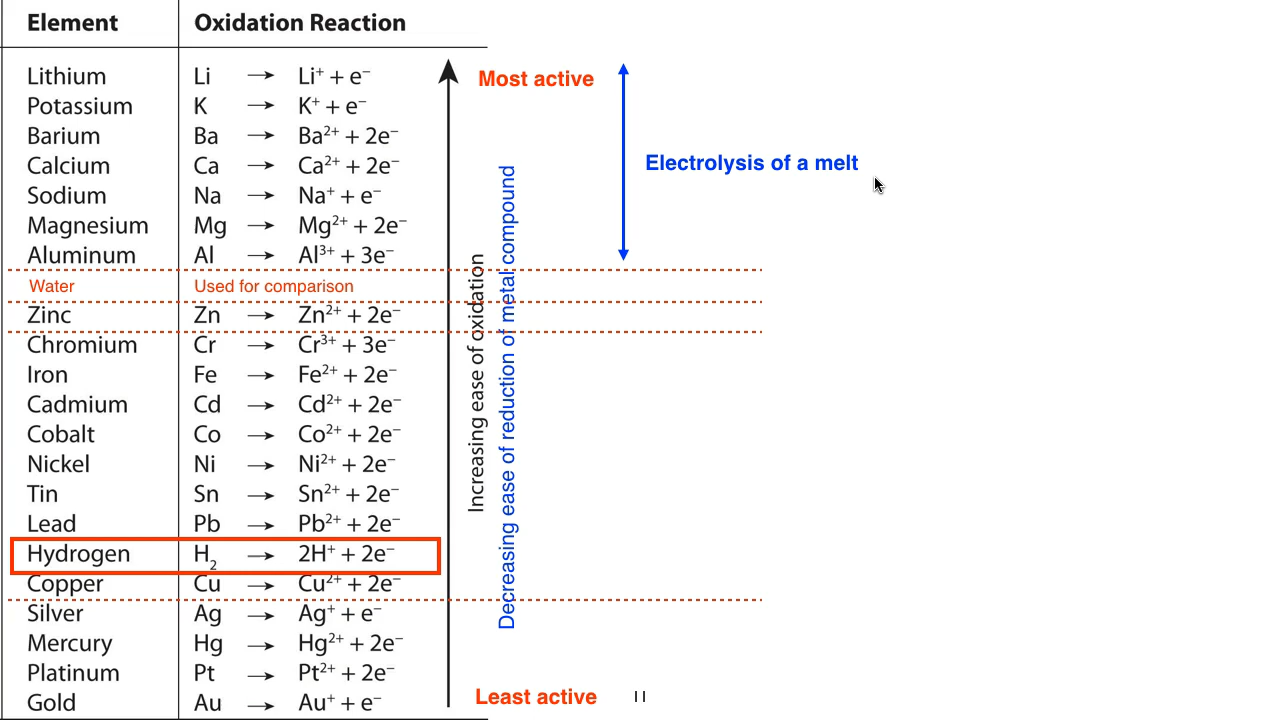 Element Oxidation Reaction
Lithium Li → Li⁺ + e⁻
Most active
Potassium K → K⁺ + e⁻
Barium Ba → Ba²⁺ + 2e⁻
Calcium Ca → Ca²⁺ + 2e⁻
Electrolysis of a melt
Sodium Na → Na⁺ + e⁻
Magnesium Mg → Mg²⁺ + 2e⁻
Aluminum Al → Al³⁺ + 3e⁻
Water Used for comparison
Zinc Zn → Zn²⁺ + 2e⁻
Chromium Cr → Cr³⁺ + 3e⁻
Iron Fe → Fe²⁺ + 2e⁻
Cadmium Cd → Cd²⁺ + 2e⁻
Cobalt Co → Co²⁺ + 2e⁻
Nickel Ni → Ni²⁺ + 2e⁻
Tin Sn → Sn²⁺ + 2e⁻
Lead Pb → Pb²⁺ + 2e⁻
Hydrogen H₂ → 2H⁺ + 2e⁻
Copper Cu → Cu²⁺ + 2e⁻
Silver Ag → Ag⁺ + e⁻
Mercury Hg → Hg²⁺ + 2e⁻
Platinum Pt → Pt²⁺ + 2e⁻
Gold Au → Au⁺ + e⁻
Least active
11
Increasing ease of oxidation
Decreasing ease of reduction of metal compound